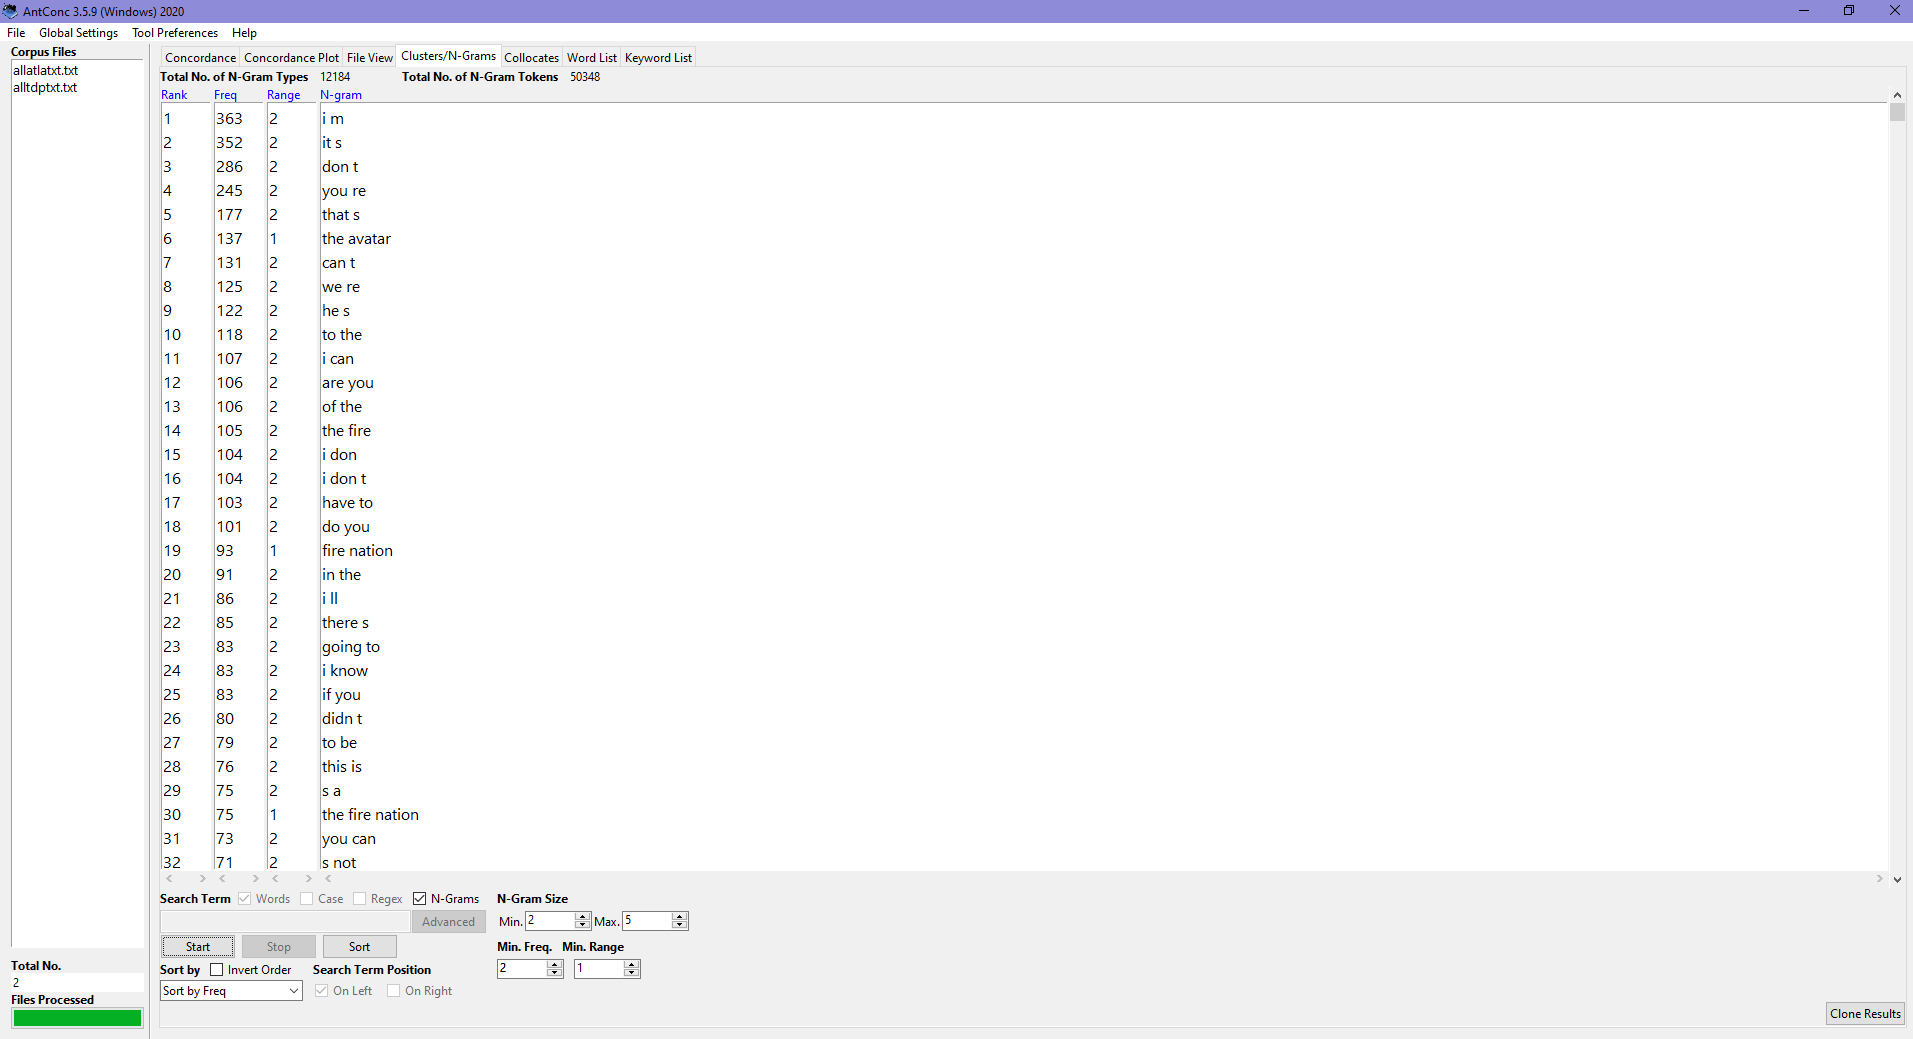 AntConc 3.5.9 (Windows) 2020
File Global Settings Tool Preferences Help
Corpus Files
allatlatxt.txt
alltdptxt.txt
Total No.
2
Files Processed
Concordance Concordance Plot File View Clusters/N-Grams Collocates Word List Keyword List
Total No. of N-Gram Types 12184 Total No. of N-Gram Tokens 50348
Rank Freq Range N-gram
1 363 2 i m
2 352 2 it s
3 286 2 don t
4 245 2 you re
5 177 2 that s
6 137 1 the avatar
7 131 2 can t
8 125 2 we re
9 122 2 he s
10 118 2 to the
11 107 2 i can
12 106 2 are you
13 106 2 of the
14 105 2 the fire
15 104 2 i don
16 104 2 i don t
17 103 2 have to
18 101 2 do you
19 93 1 fire nation
20 91 2 in the
21 86 2 i ll
22 85 2 there s
23 83 2 going to
24 83 2 i know
25 83 2 if you
26 80 2 didn t
27 79 2 to be
28 76 2 this is
29 75 2 s a
30 75 1 the fire nation
31 73 2 you can
32 71 2 s not
Search Term Words Case Regex N-Grams N-Gram Size
Advanced Min. 2 Max. 5
Start Stop Sort Min. Freq. Min. Range
2 1
Sort by Invert Order Search Term Position
Sort by Freq On Left On Right
Clone Results